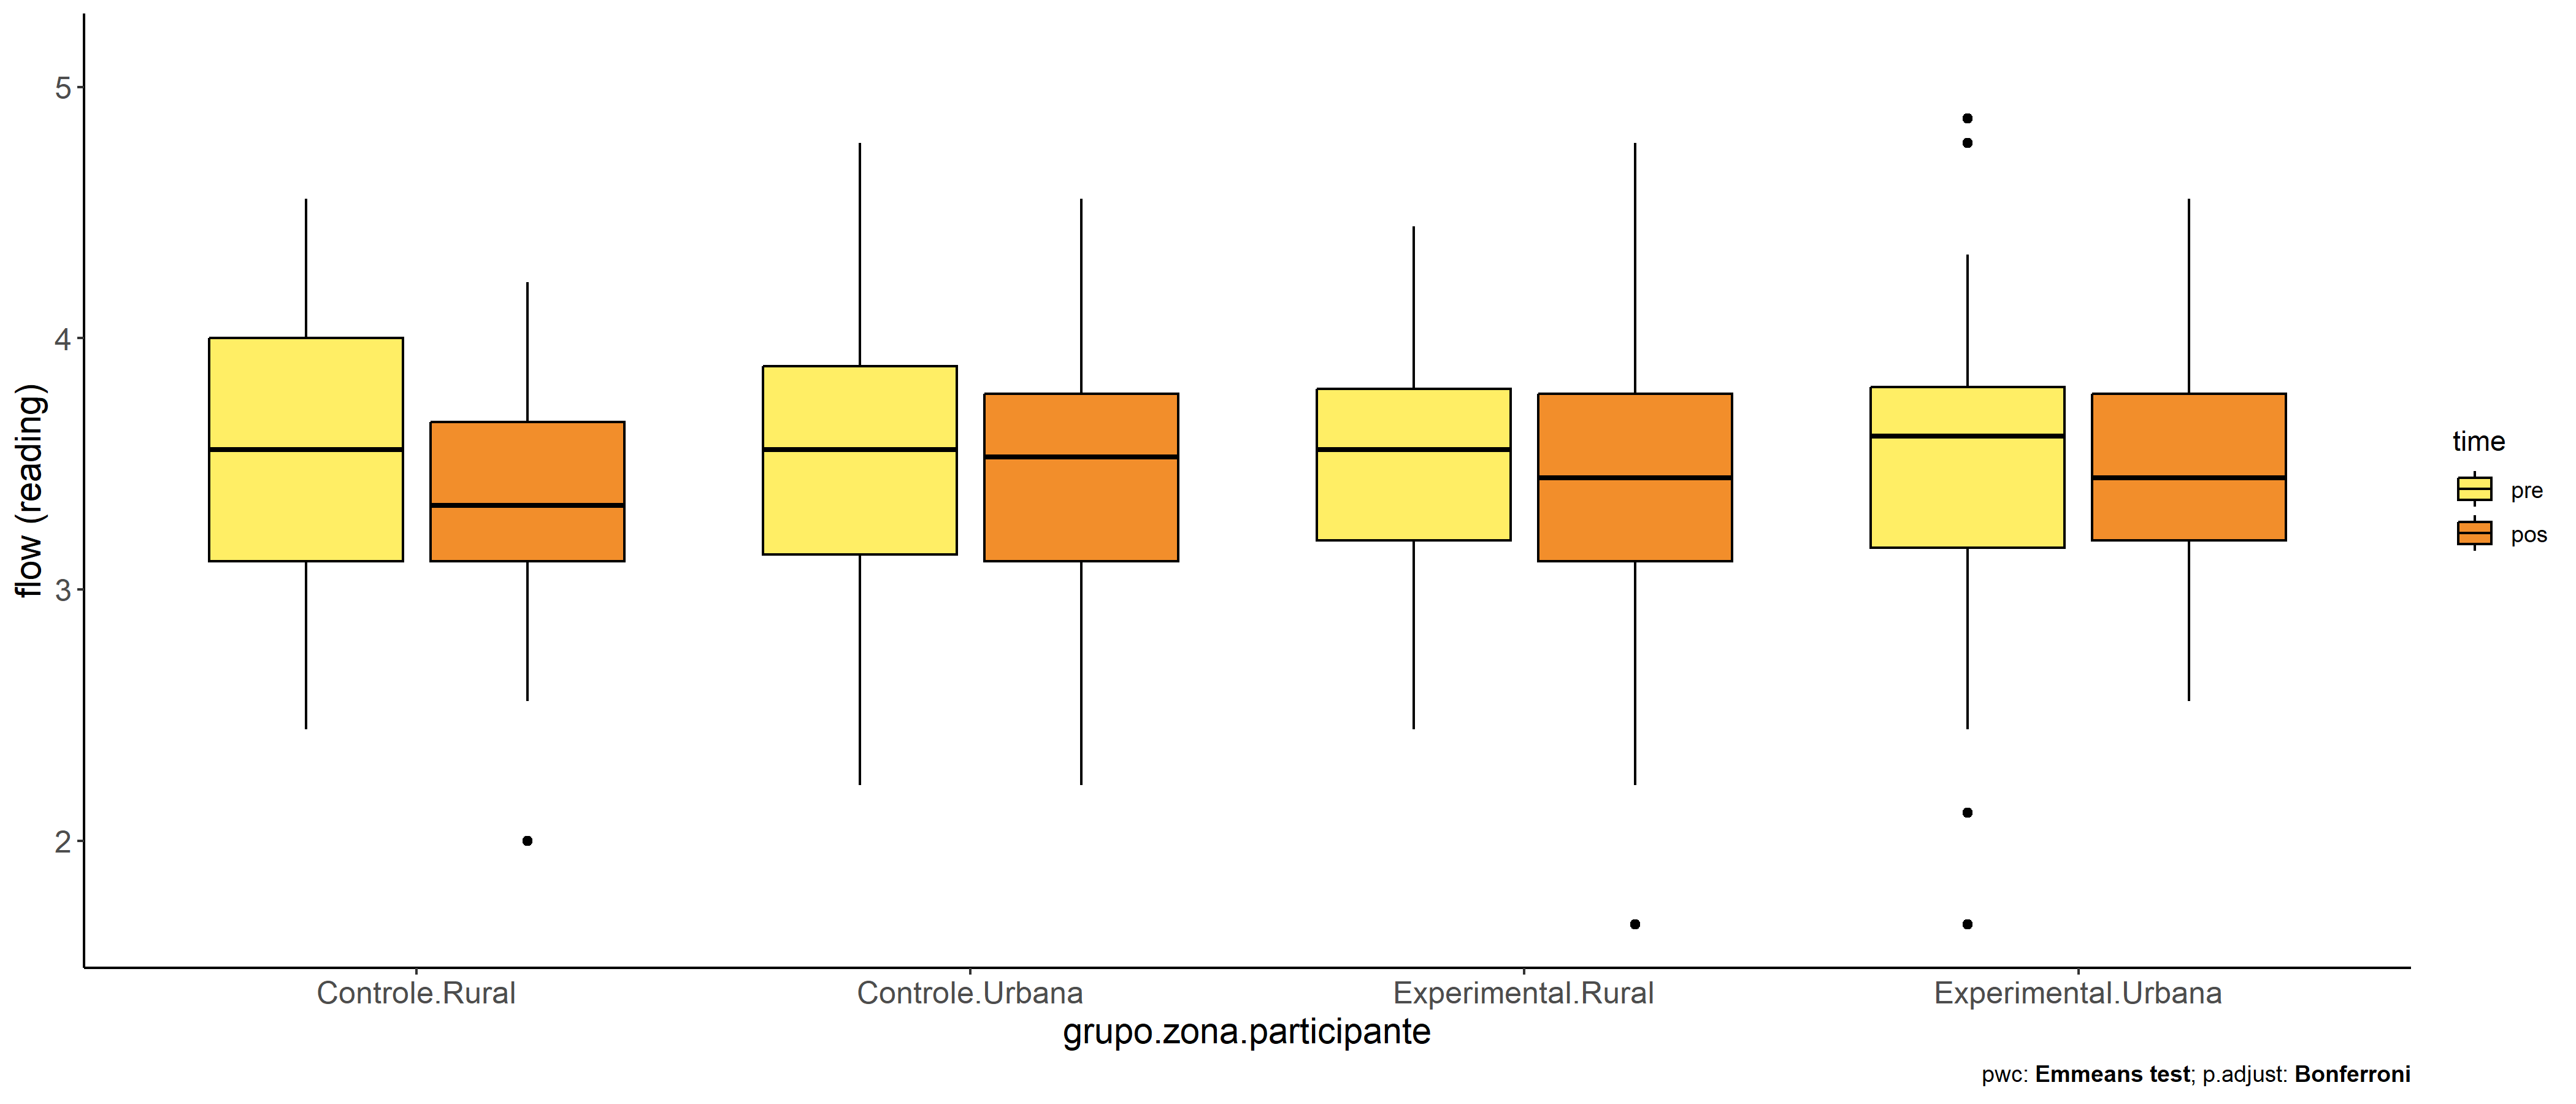 flow (reading)
5
4
3
2
Controle.Rural
Controle.Urbana
Experimental.Rural
Experimental.Urbana
grupo.zona.participante
time
pre
pos
pwc: Emmeans test; p.adjust: Bonferroni